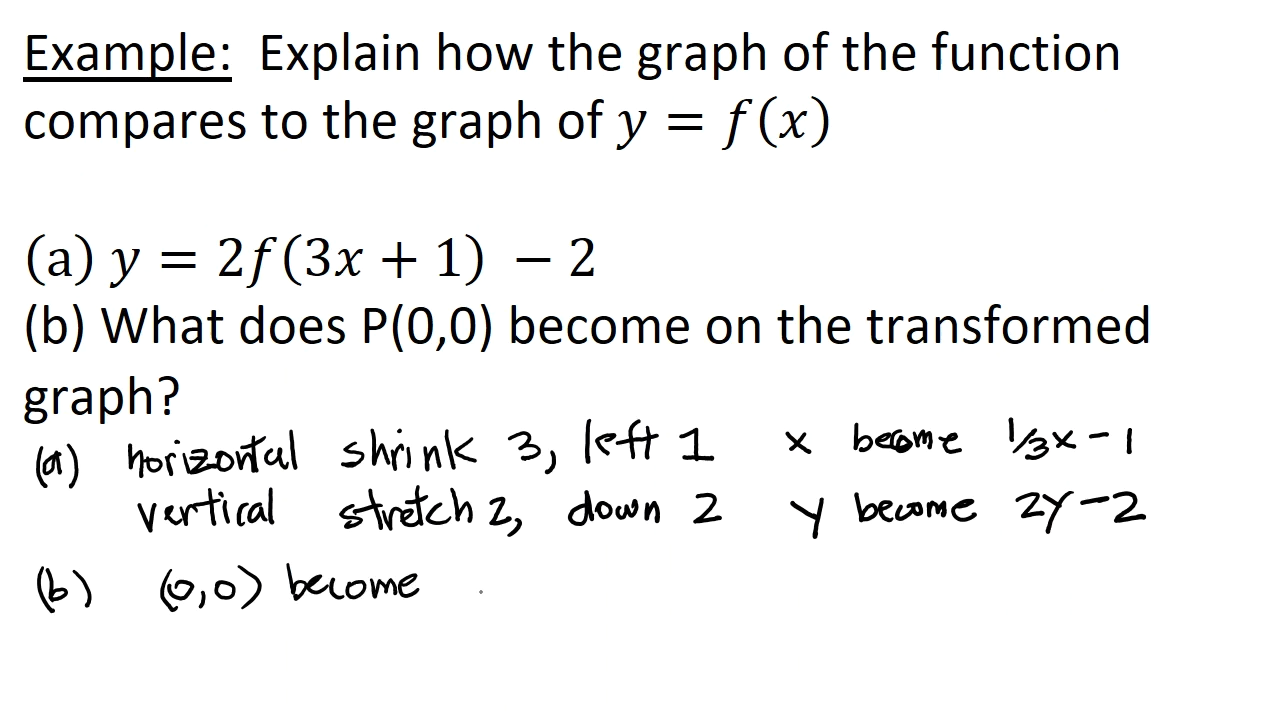 Example: Explain how the graph of the function
compares to the graph of y = f(x)
(a) y = 2f(3x + 1) − 2
(b) What does P(0,0) become on the transformed
graph?
(a) horizontal shrink 3, left 1 x become 1/3x − 1
vertical stretch 2, down 2 y become 2y − 2
(b) (0,0) become